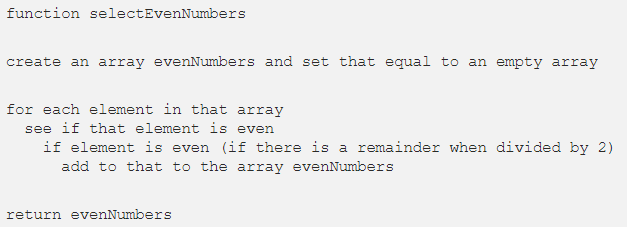 function selectEvenNumbers
create an array evenNumbers and set that equal to an empty array
for each element in that array
see if that element is even
if element is even (if there is a remainder when divided by 2)
add to that to the array evenNumbers
return evenNumbers